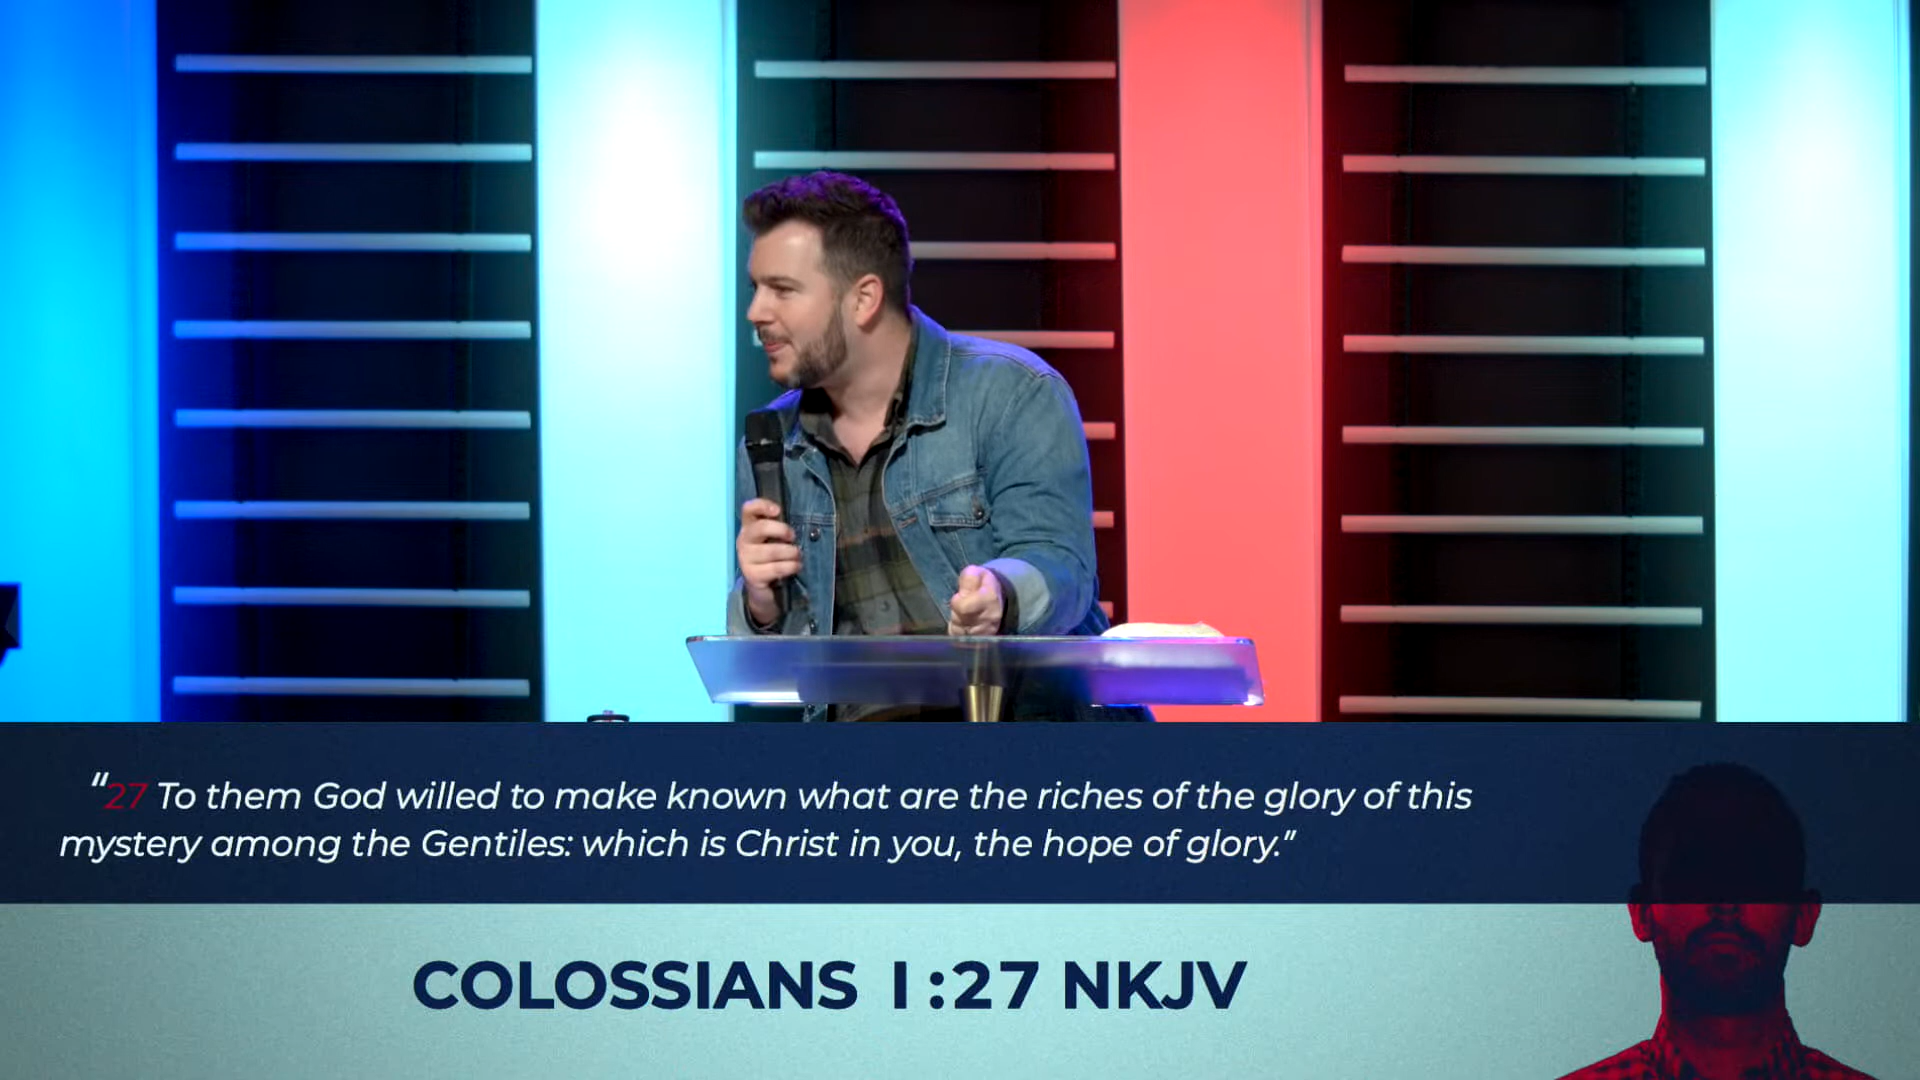 “27 To them God willed to make known what are the riches of the glory of this
mystery among the Gentiles: which is Christ in you, the hope of glory.”
COLOSSIANS 1:27 NKJV